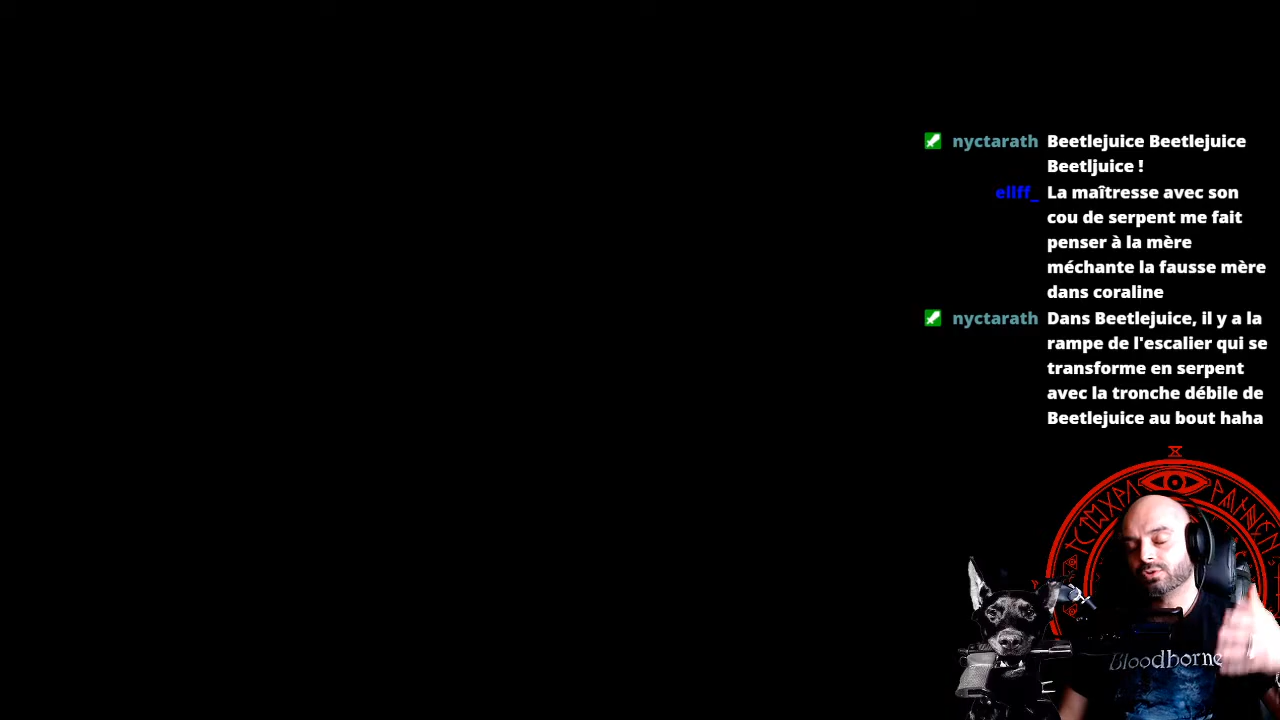 nyctarath Beetlejuice Beetlejuice
Beetljuice !
ellff_ La maîtresse avec son
cou de serpent me fait
penser à la mère
méchante la fausse mère
dans coraline
nyctarath Dans Beetlejuice, il y a la
rampe de l'escalier qui se
transforme en serpent
avec la tronche débile de
Beetlejuice au bout haha
Bloodborne